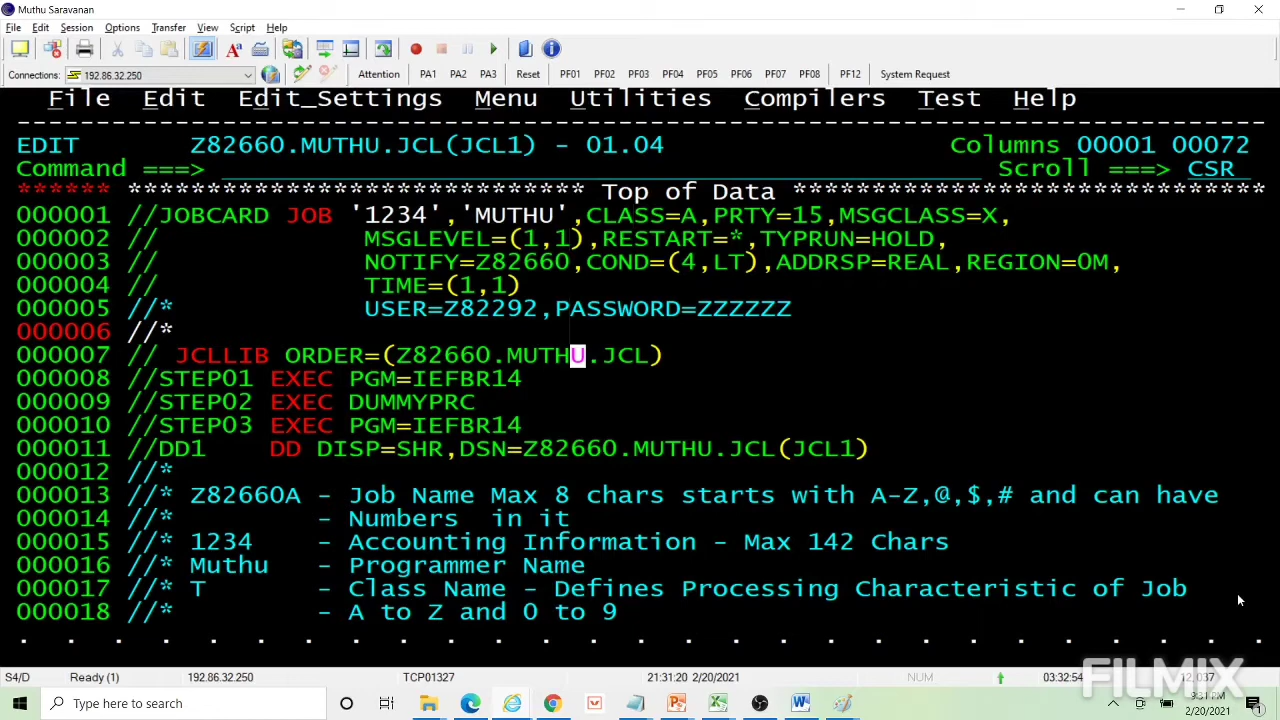 Muthu Saravanan
File Edit Session Options Transfer View Script Help
Connections: 192.86.32.250 Attention PA1 PA2 PA3 Reset PF01 PF02 PF03 PF04 PF05 PF06 PF07 PF08 PF12 System Request
File Edit Edit_Settings Menu Utilities Compilers Test Help
EDIT Z82660.MUTHU.JCL(JCL1) - 01.04 Columns 00001 00072
Command ===> Scroll ===> CSR
****** ***************************** Top of Data ******************************
000001 //JOBCARD JOB '1234','MUTHU',CLASS=A,PRTY=15,MSGCLASS=X,
000002 // MSGLEVEL=(1,1),RESTART=*,TYPRUN=HOLD,
000003 // NOTIFY=Z82660,COND=(4,LT),ADDRSP=REAL,REGION=0M,
000004 // TIME=(1,1)
000005 //* USER=Z82292,PASSWORD=ZZZZZZ
000006 //*
000007 // JCLLIB ORDER=(Z82660.MUTHU.JCL)
000008 //STEP01 EXEC PGM=IEFBR14
000009 //STEP02 EXEC DUMMYPRC
000010 //STEP03 EXEC PGM=IEFBR14
000011 //DD1 DD DISP=SHR,DSN=Z82660.MUTHU.JCL(JCL1)
000012 //*
000013 //* Z82660A - Job Name Max 8 chars starts with A-Z,@,$,# and can have
000014 //* - Numbers in it
000015 //* 1234 - Accounting Information - Max 142 Chars
000016 //* Muthu - Programmer Name
000017 //* T - Class Name - Defines Processing Characteristic of Job
000018 //* - A to Z and 0 to 9
. . . . . . . . . . . . . . . . . . . . . . . . . . .
S4/D Ready (1) 192.86.32.250 TCP01327 21:31:20 2/20/2021 NUM 03:32:54
FILMIX
Type here to search
2/20/2021